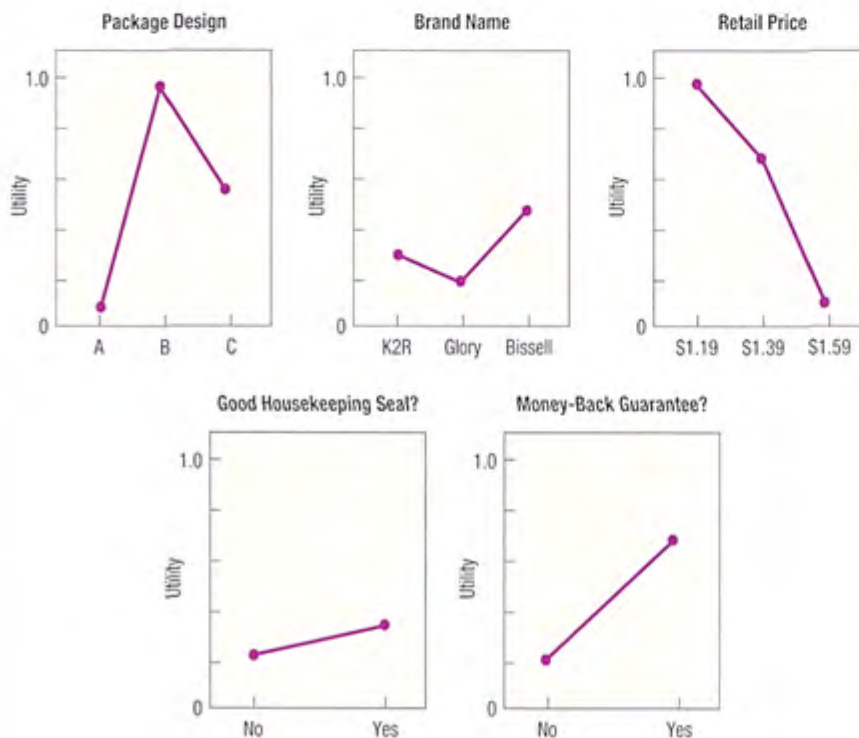 Package Design
Brand Name
Retail Price
1.0
Utility
0
A B C
1.0
Utility
0
K2R Glory Bissell
1.0
Utility
0
$1.19 $1.39 $1.59
Good Housekeeping Seal?
Money-Back Guarantee?
1.0
Utility
0
No Yes
1.0
Utility
0
No Yes